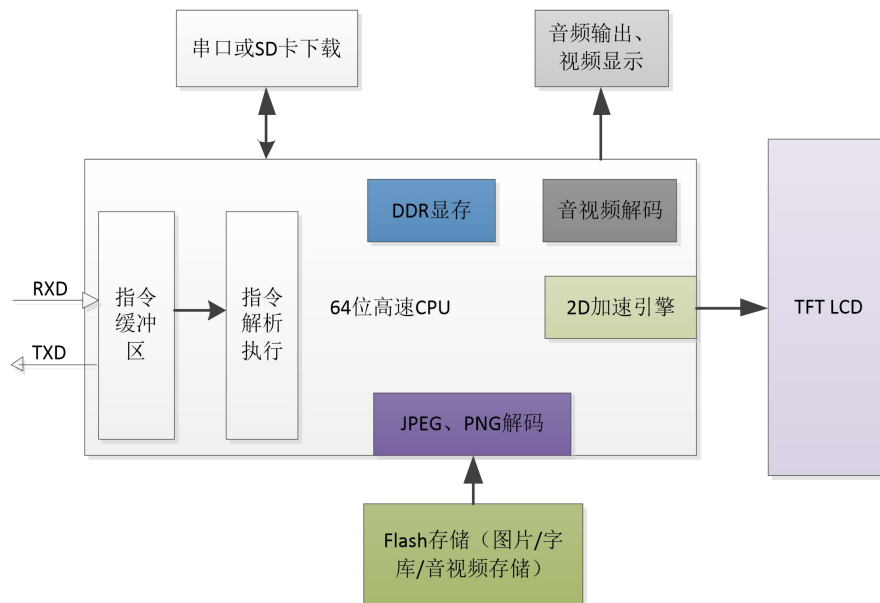 串口或SD卡下载
音频输出、
视频显示
DDR显存
音视频解码
RXD
TXD
指令
缓冲
区
指令
解析
执行
64位高速CPU
2D加速引擎
TFT LCD
JPEG、PNG解码
Flash存储（图片/字
库/音视频存储）